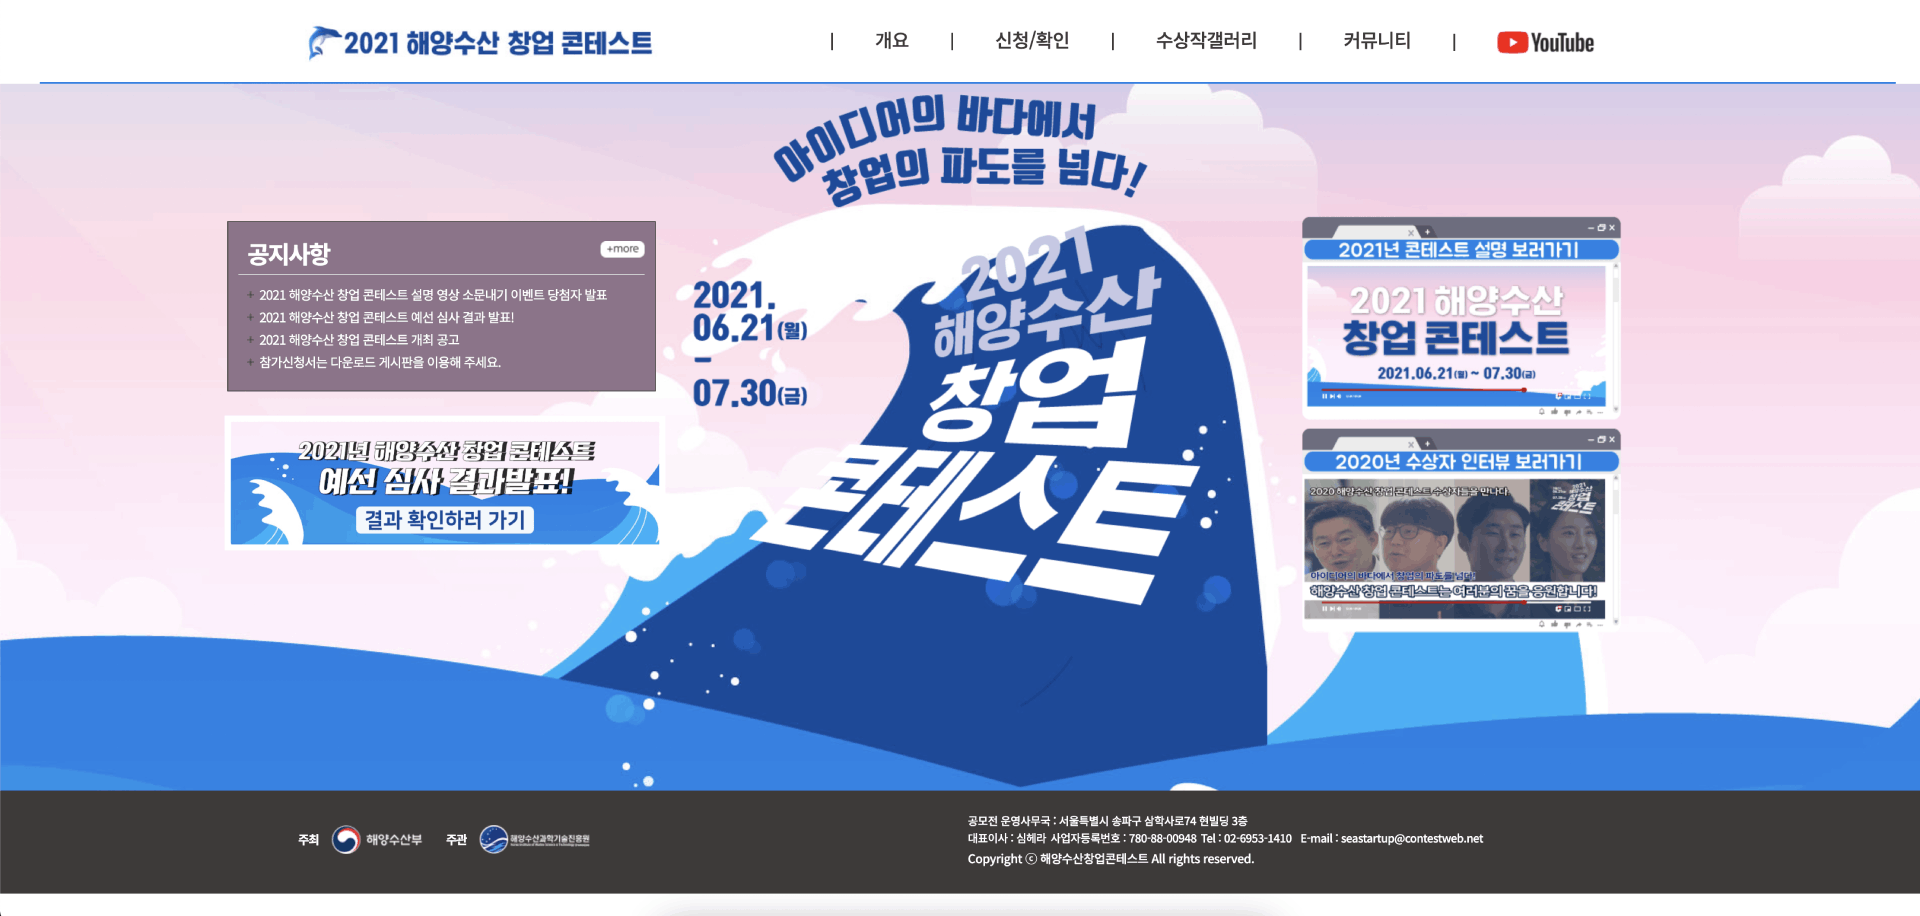 2021 해양수산 창업 콘테스트
개요
신청/확인
수상작갤러리
커뮤니티
YouTube
아이디어의 바다에서
창업의 파도를 넘다!
공지사항
+more
2021 해양수산 창업 콘테스트 설명 영상 소문내기 이벤트 당첨자 발표
2021 해양수산 창업 콘테스트 예선 심사 결과 발표!
2021 해양수산 창업 콘테스트 개최 공고
참가신청서는 다운로드 게시판을 이용해 주세요.
2021년 해양수산 창업 콘테스트
예선 심사 결과발표!
결과 확인하러 가기
2021.
06.21(월)
–
07.30(금)
2021
해양수산
창업
콘테스트
2021년 콘테스트 설명 보러가기
2021 해양수산
창업 콘테스트
2021.06.21(월) ~ 07.30(금)
2020년 수상자 인터뷰 보러가기
2020 해양수산 창업 콘테스트 수상자들을 만나다
2021
해양수산
창업
콘테스트
아이디어의 바다에서 창업의 파도를 넘다!
해양수산 창업 콘테스트는 여러분의 꿈을 응원합니다!
주최
해양수산부
주관
해양수산과학기술진흥원
공모전 운영사무국 : 서울특별시 송파구 삼학사로74 현빌딩 3층
대표이사 : 심혜라 사업자등록번호 : 780-88-00948 Tel : 02-6953-1410 E-mail : seastartup@contestweb.net
Copyright ⓒ 해양수산창업콘테스트 All rights reserved.